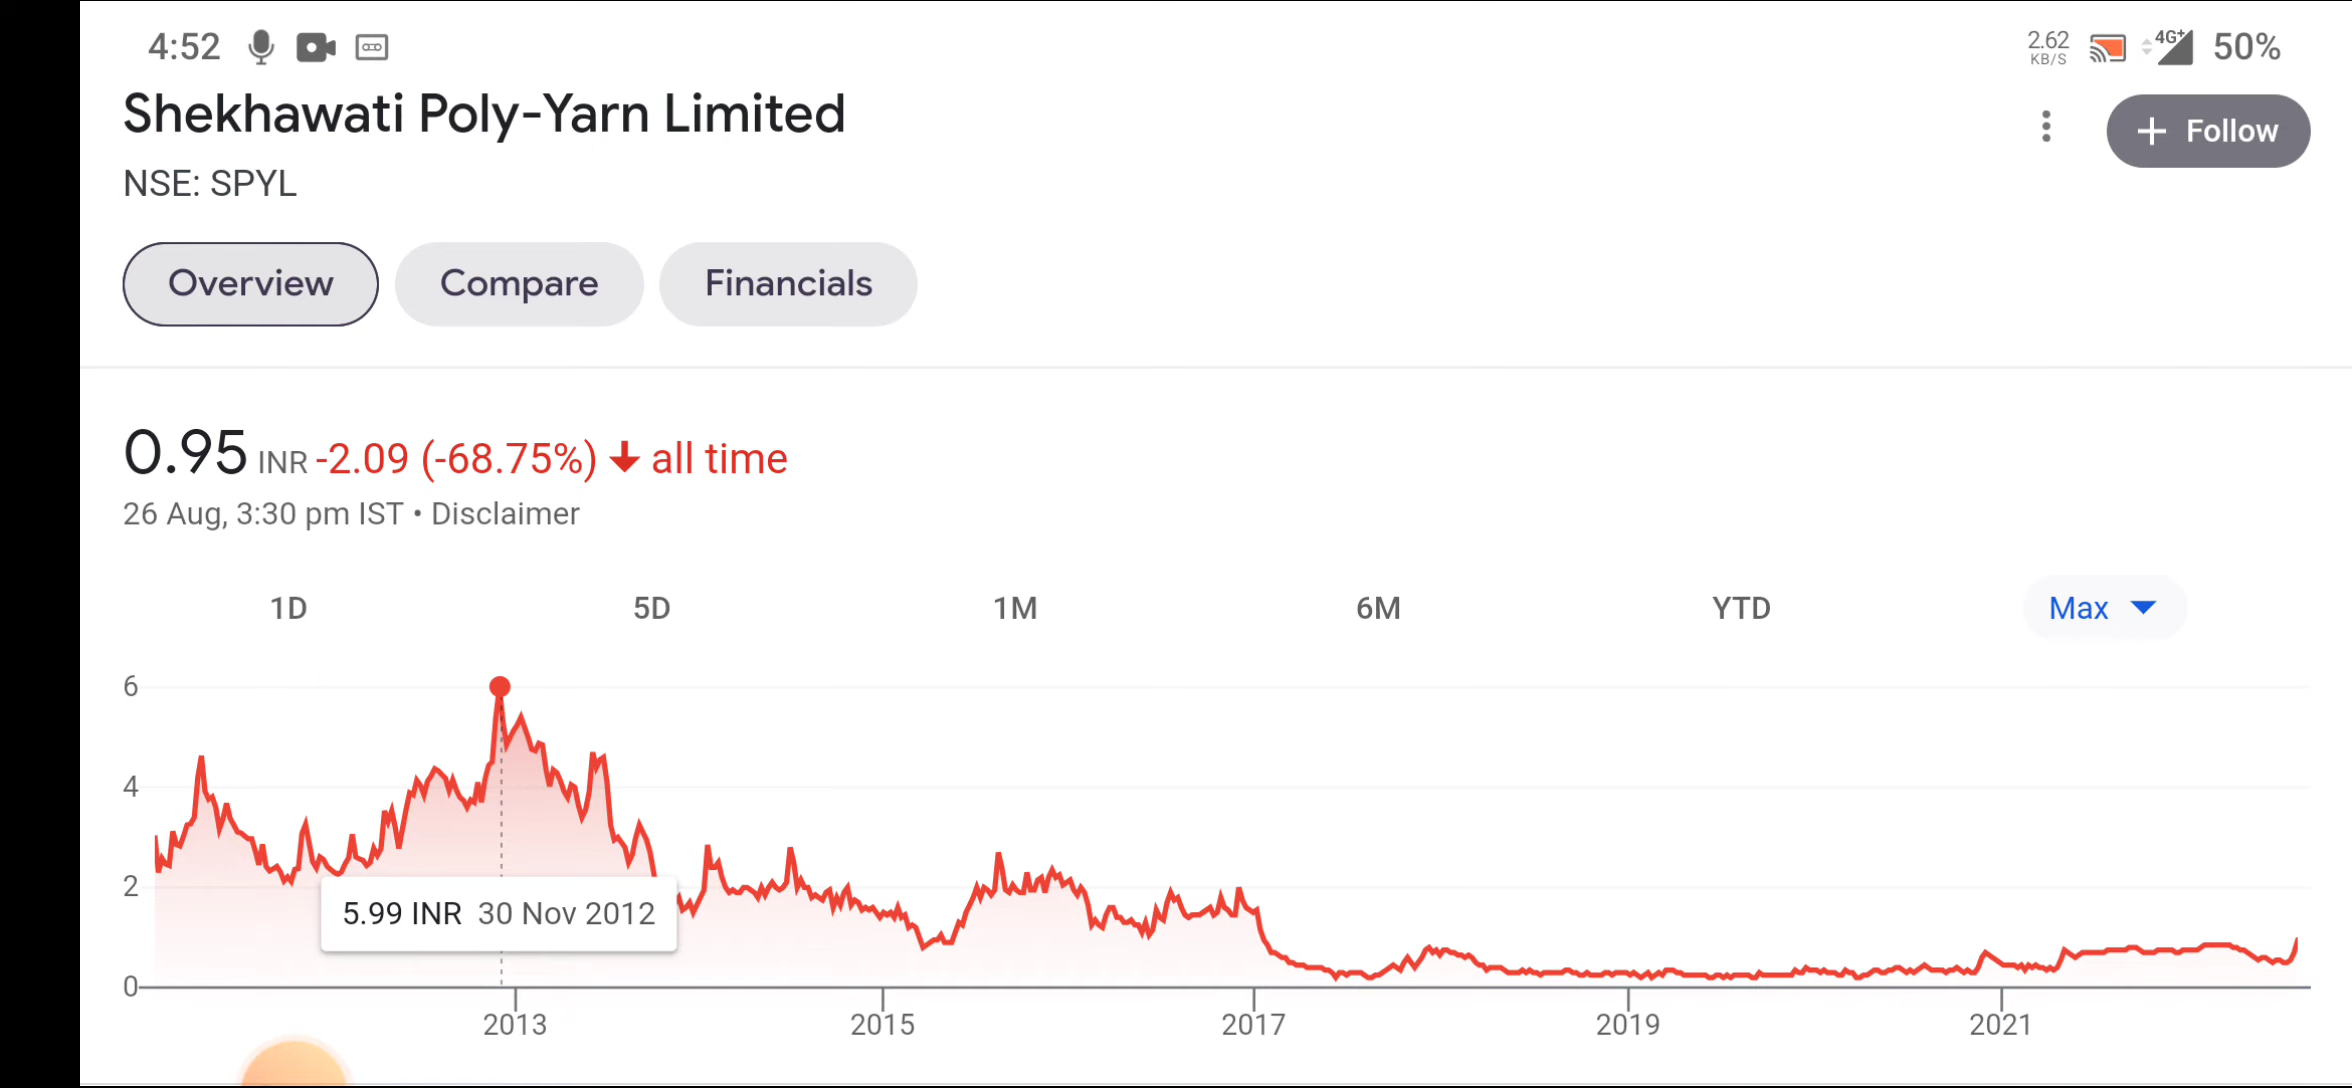 4:52 2.62 KB/S 4G+ 50%
Shekhawati Poly-Yarn Limited
+ Follow
NSE: SPYL
Overview Compare Financials
0.95 INR -2.09 (-68.75%) ↓ all time
26 Aug, 3:30 pm IST • Disclaimer
1D 5D 1M 6M YTD Max
6
4
2
5.99 INR 30 Nov 2012
0
2013 2015 2017 2019 2021